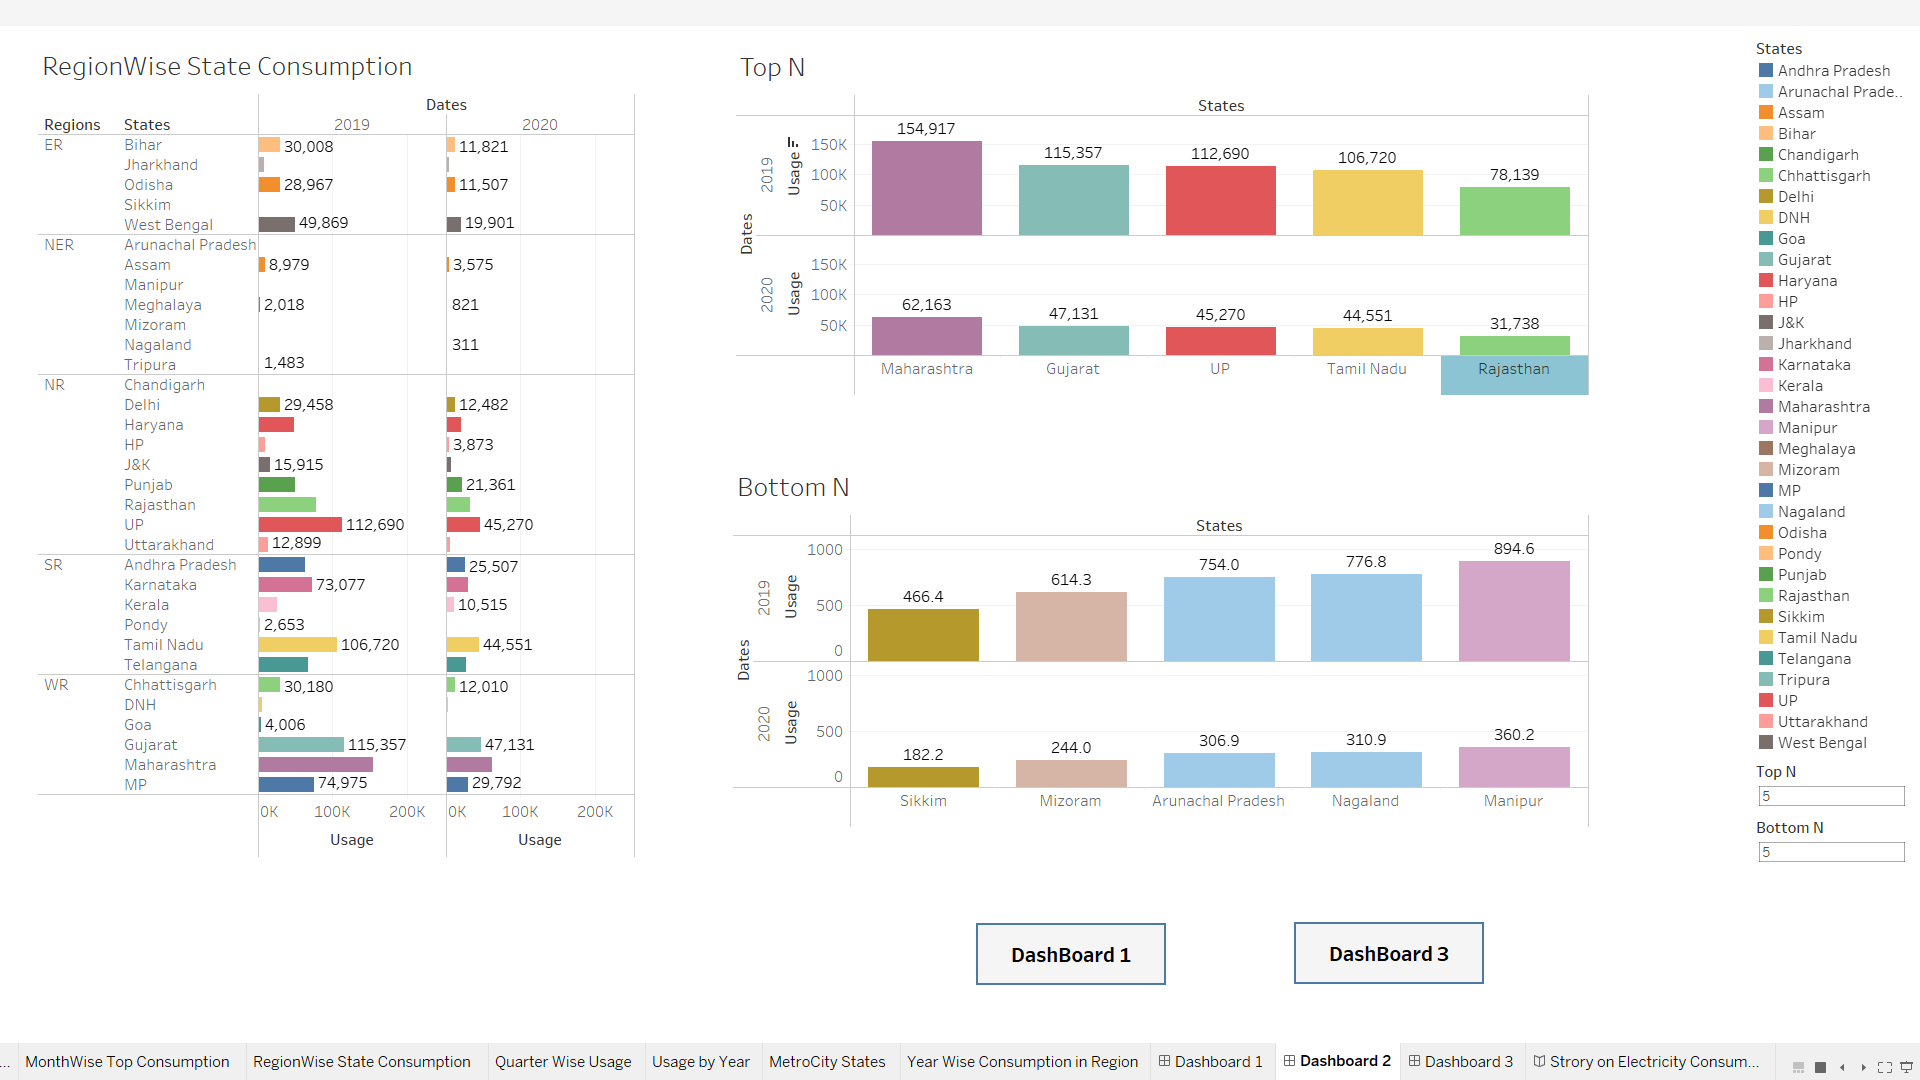 RegionWise State Consumption
Dates
Regions States 2019 2020
ER Bihar 30,008 11,821
Jharkhand
Odisha 28,967 11,507
Sikkim
West Bengal 49,869 19,901
NER Arunachal Pradesh
Assam 8,979 3,575
Manipur
Meghalaya 2,018 821
Mizoram
Nagaland 311
Tripura 1,483
NR Chandigarh
Delhi 29,458 12,482
Haryana
HP 3,873
J&K 15,915
Punjab 21,361
Rajasthan
UP 112,690 45,270
Uttarakhand 12,899
SR Andhra Pradesh 25,507
Karnataka 73,077
Kerala 10,515
Pondy 2,653
Tamil Nadu 106,720 44,551
Telangana
WR Chhattisgarh 30,180 12,010
DNH
Goa 4,006
Gujarat 115,357 47,131
Maharashtra
MP 74,975 29,792
0K 100K 200K 0K 100K 200K
Usage Usage
Top N
States
Dates
2019
Usage
150K
100K
50K
154,917 115,357 112,690 106,720 78,139
2020
Usage
150K
100K
50K
62,163 47,131 45,270 44,551 31,738
Maharashtra Gujarat UP Tamil Nadu Rajasthan
Bottom N
States
Dates
2019
Usage
1000
500
0
466.4 614.3 754.0 776.8 894.6
2020
Usage
1000
500
0
182.2 244.0 306.9 310.9 360.2
Sikkim Mizoram Arunachal Pradesh Nagaland Manipur
States
Andhra Pradesh
Arunachal Prade..
Assam
Bihar
Chandigarh
Chhattisgarh
Delhi
DNH
Goa
Gujarat
Haryana
HP
J&K
Jharkhand
Karnataka
Kerala
Maharashtra
Manipur
Meghalaya
Mizoram
MP
Nagaland
Odisha
Pondy
Punjab
Rajasthan
Sikkim
Tamil Nadu
Telangana
Tripura
UP
Uttarakhand
West Bengal
Top N
5
Bottom N
5
DashBoard 1
DashBoard 3
... MonthWise Top Consumption RegionWise State Consumption Quarter Wise Usage Usage by Year MetroCity States Year Wise Consumption in Region Dashboard 1 Dashboard 2 Dashboard 3 Strory on Electricity Consum...